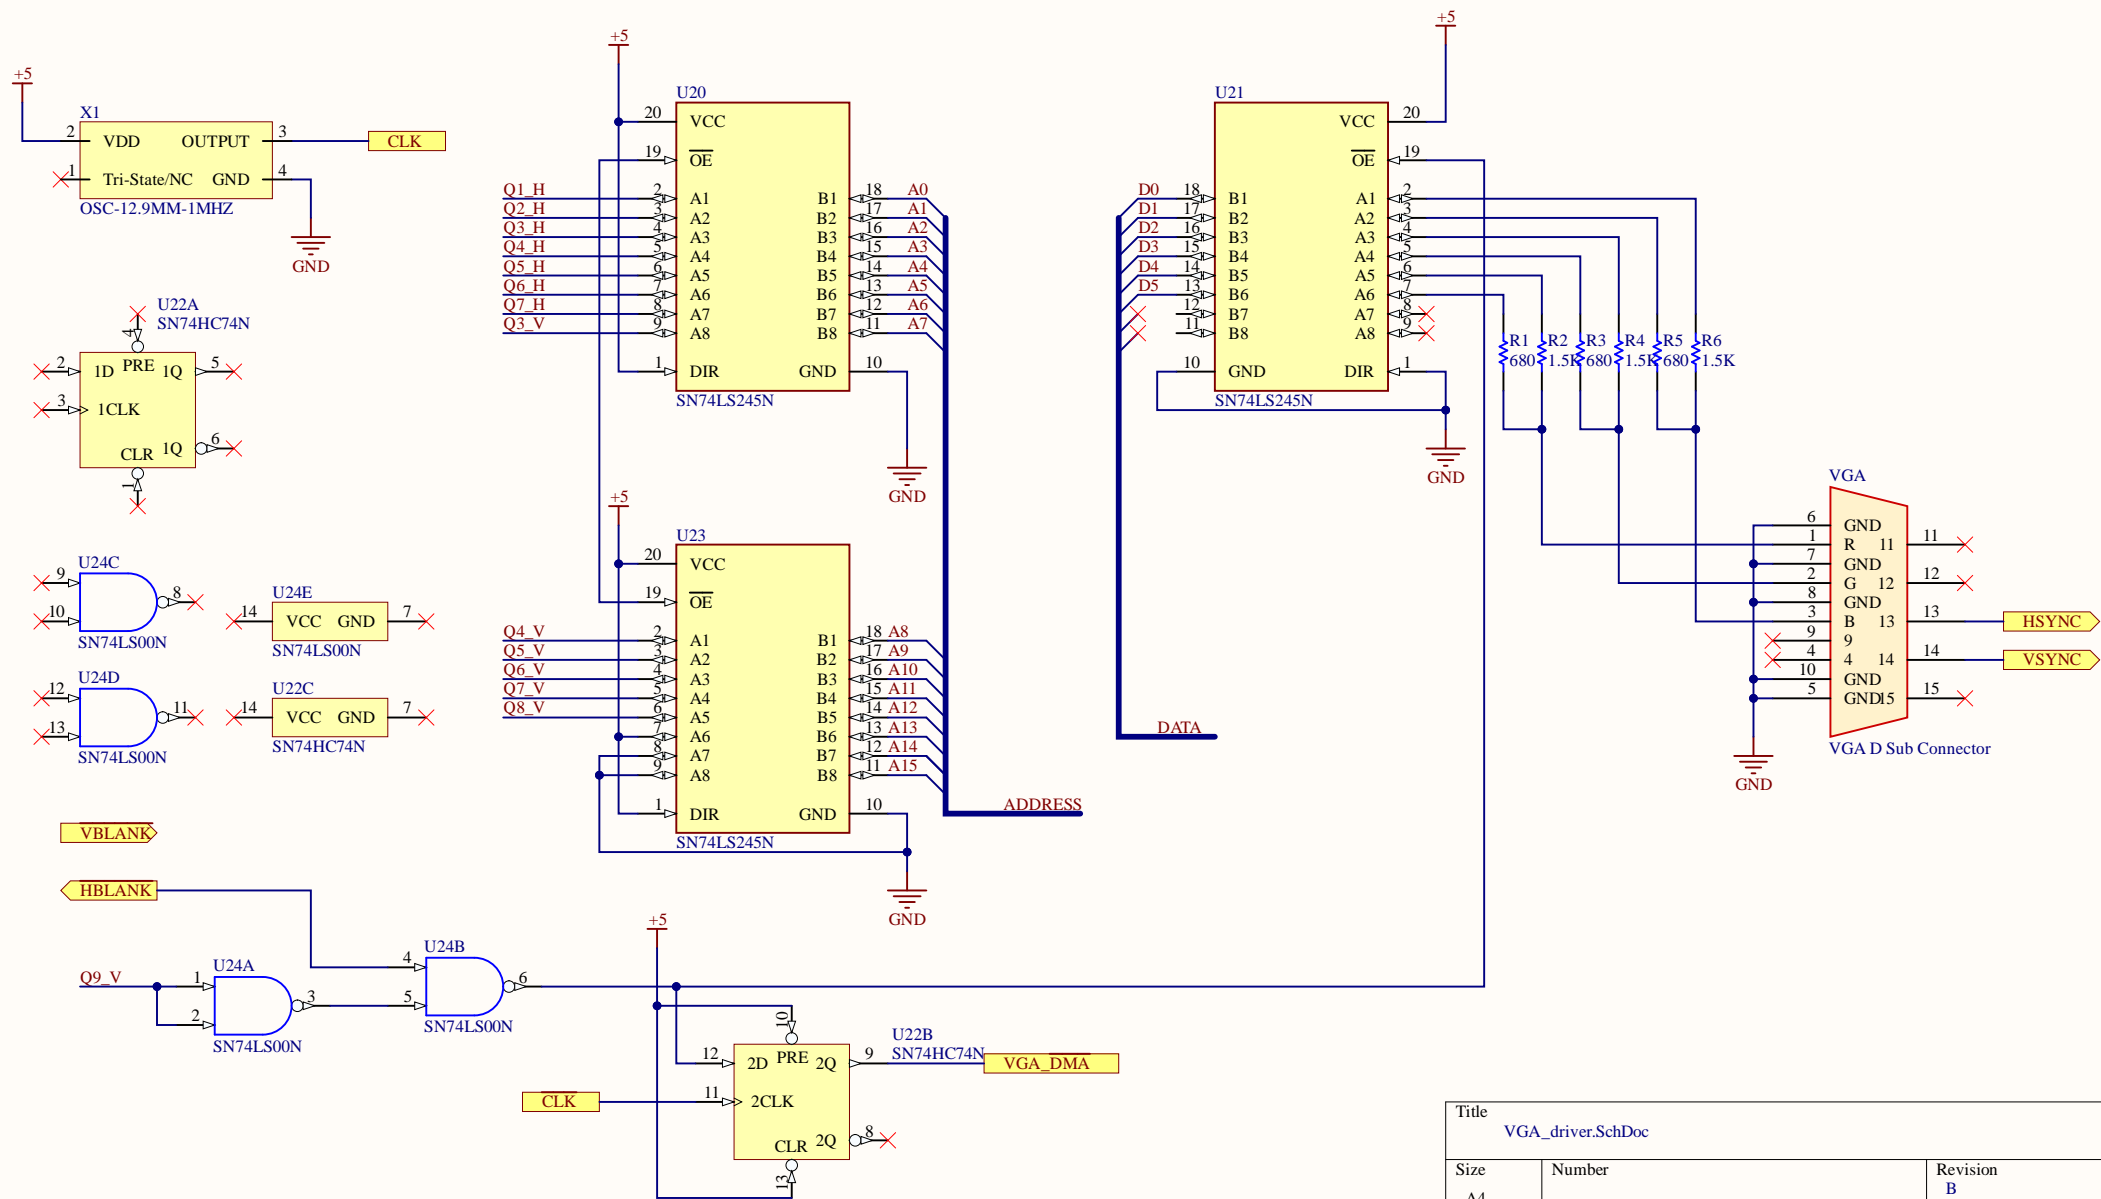 +5
X1
2 VDD OUTPUT 3
CLK
1 Tri-State/NC GND 4
OSC-12.9MM-1MHZ
GND
U22A
SN74HC74N
4
2 1D PRE 1Q 5
3 1CLK
CLR 1Q 6
1
U24C
9
10
8
SN74LS00N
U24E
14 VCC GND 7
SN74LS00N
U24D
12
13
11
SN74LS00N
U22C
14 VCC GND 7
SN74HC74N
+5
U20
20 VCC
19 OE
Q1_H 2 A1 B1 18 A0
Q2_H 3 A2 B2 17 A1
Q3_H 4 A3 B3 16 A2
Q4_H 5 A4 B4 15 A3
Q5_H 6 A5 B5 14 A4
Q6_H 7 A6 B6 13 A5
Q7_H 8 A7 B7 12 A6
Q3_V 9 A8 B8 11 A7
1 DIR GND 10
SN74LS245N
GND
+5
U23
20 VCC
19 OE
Q4_V 2 A1 B1 18 A8
Q5_V 3 A2 B2 17 A9
Q6_V 4 A3 B3 16 A10
Q7_V 5 A4 B4 15 A11
Q8_V 6 A5 B5 14 A12
7 A6 B6 13 A13
8 A7 B7 12 A14
9 A8 B8 11 A15
1 DIR GND 10
SN74LS245N
GND
ADDRESS
+5
U21
VCC 20
OE 19
D0 18 B1 A1 2
D1 17 B2 A2 3
D2 16 B3 A3 4
D3 15 B4 A4 5
D4 14 B5 A5 6
D5 13 B6 A6 7
12 B7 A7 8
11 B8 A8 9
10 GND DIR 1
SN74LS245N
GND
DATA
R1 R2 R3 R4 R5 R6
680 1.5K 680 1.5K 680 1.5K
VGA
6 GND
1 R 11 11
7 GND
2 G 12 12
8 GND
3 B 13 13
HSYNC
9 9
4 4 14 14
VSYNC
10 GND
5 GND 15 15
VGA D Sub Connector
GND
VBLANK
HBLANK
Q9_V
U24A
1
2
3
SN74LS00N
U24B
4
5
6
SN74LS00N
+5
10
U22B
SN74HC74N
12 2D PRE 2Q 9
VGA_DMA
CLK
11 2CLK
CLR 2Q 8
13
Title
VGA_driver.SchDoc
Size Number Revision
A4 B